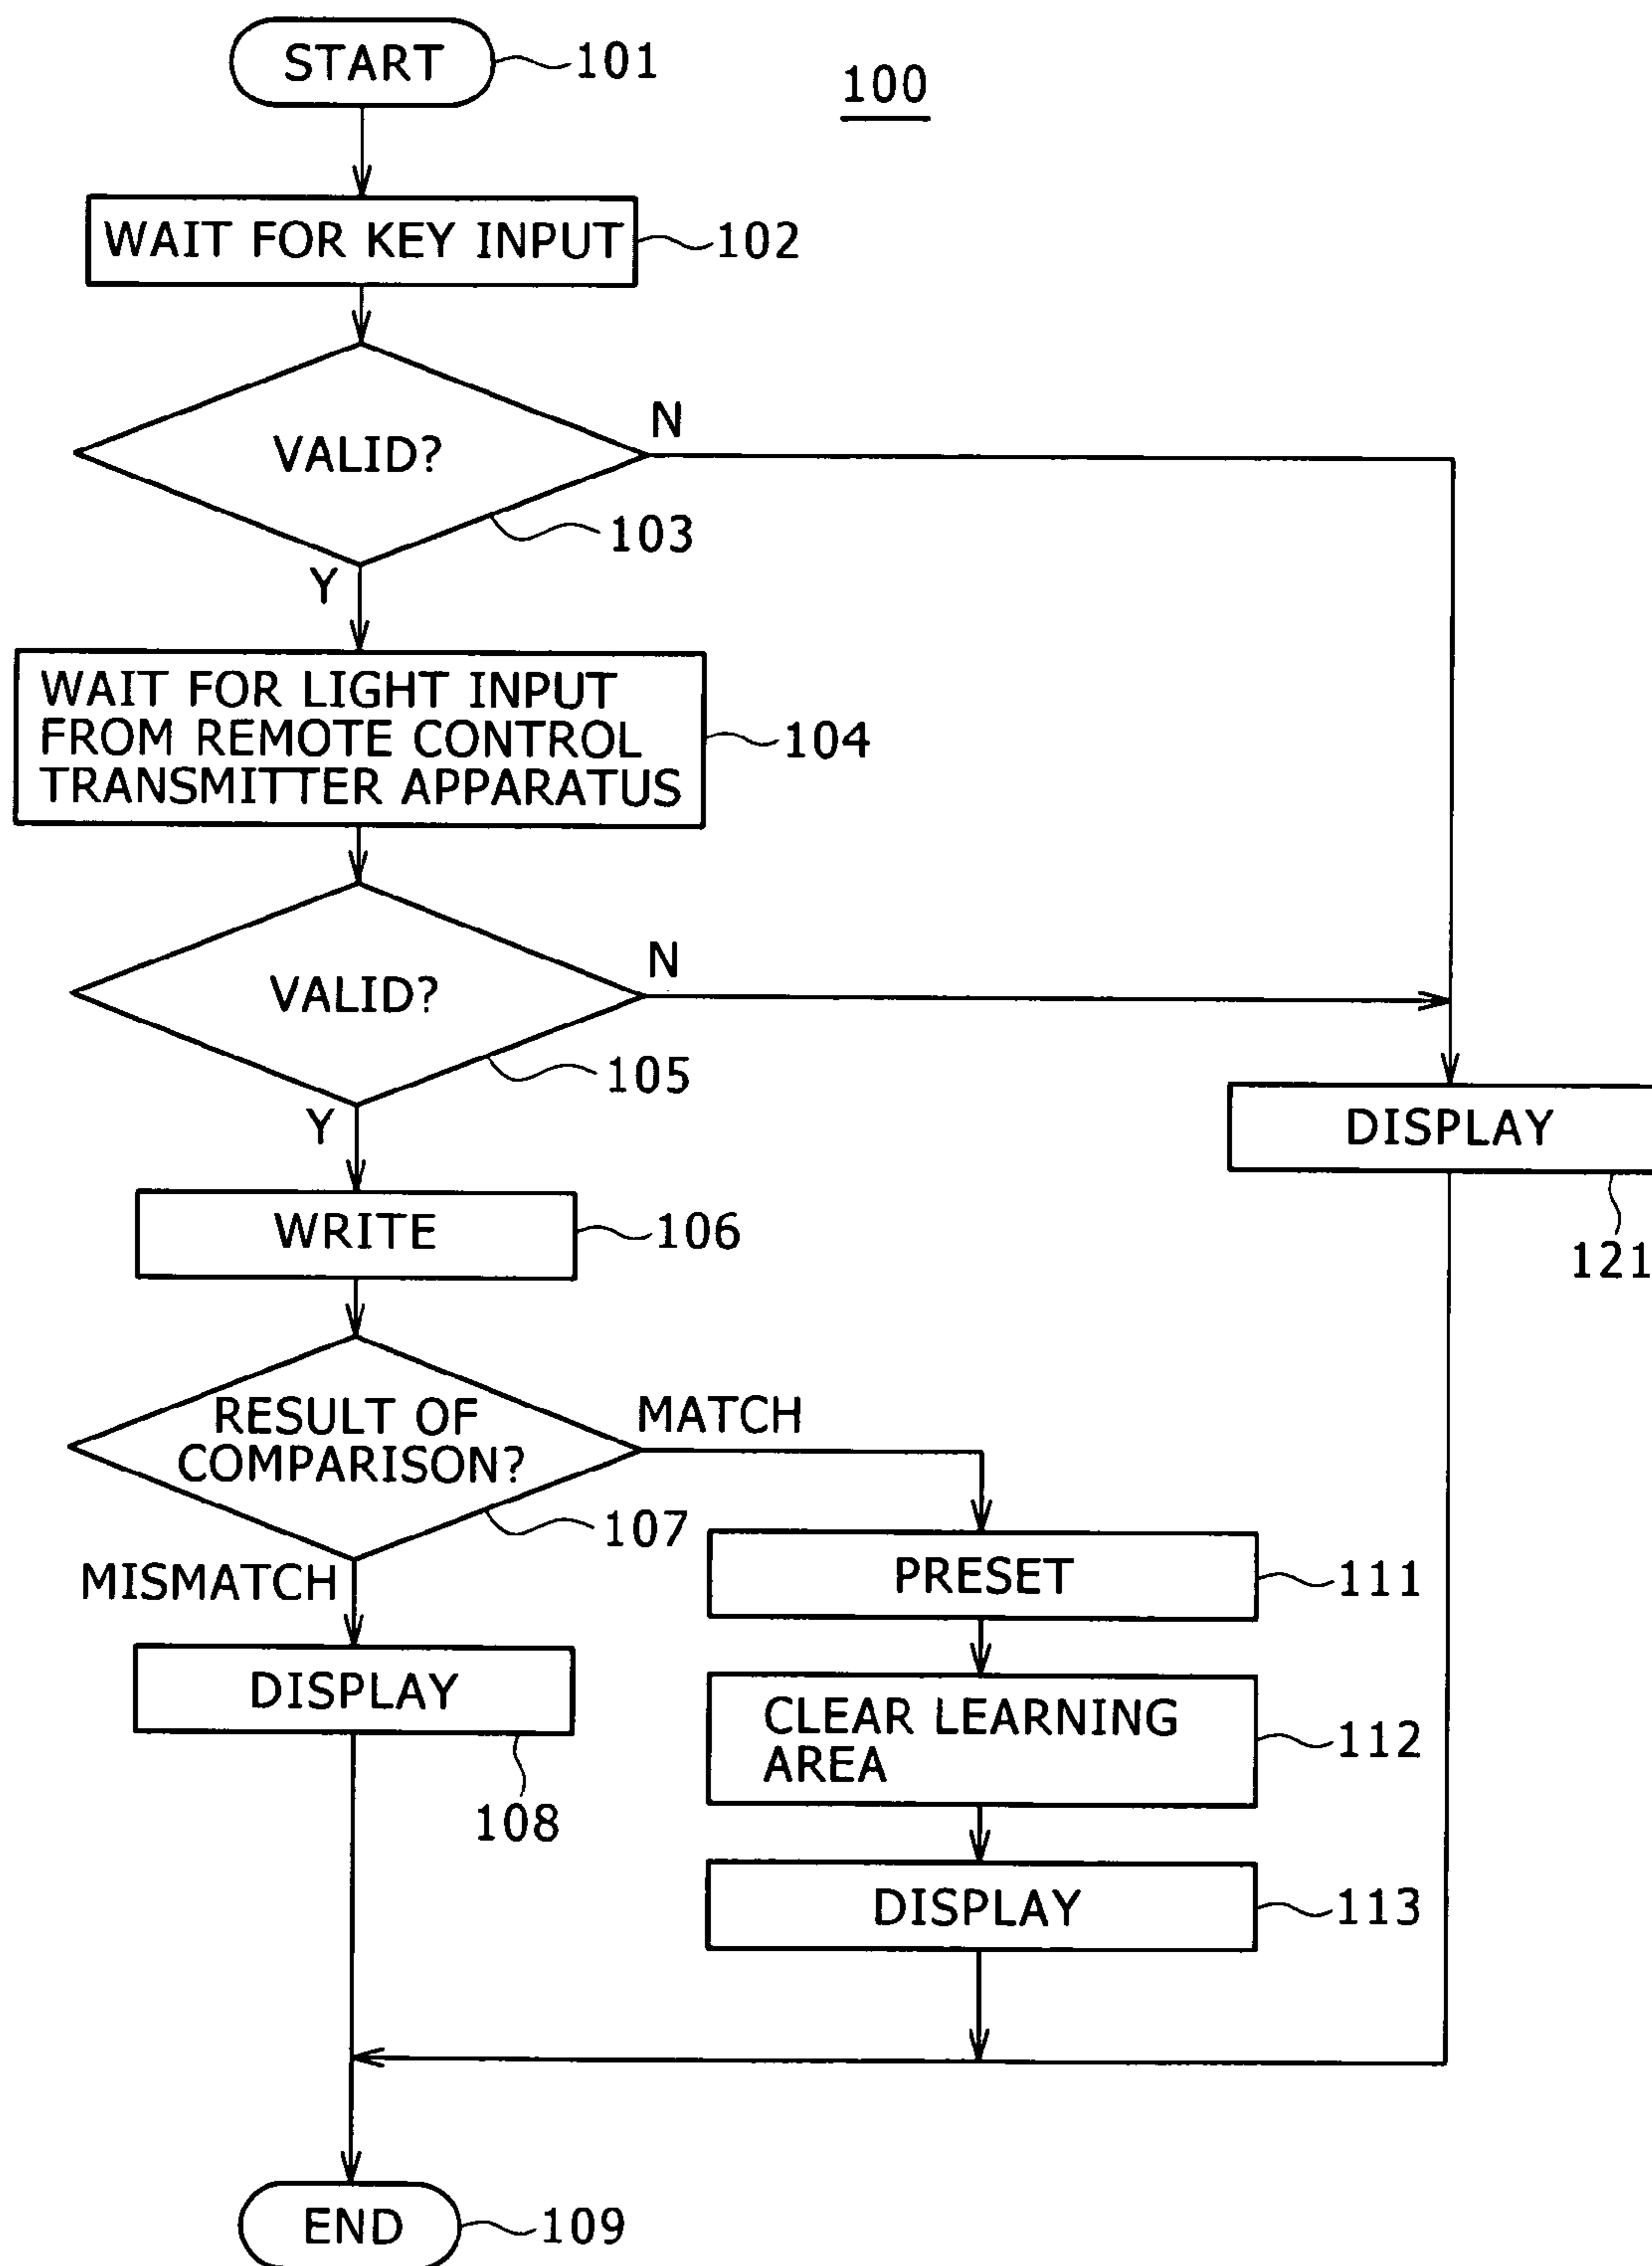 START
101
100
WAIT FOR KEY INPUT
102
VALID?
N
103
Y
WAIT FOR LIGHT INPUT
FROM REMOTE CONTROL
TRANSMITTER APPARATUS
104
VALID?
N
105
Y
DISPLAY
121
WRITE
106
RESULT OF
COMPARISON?
MATCH
107
MISMATCH
PRESET
111
DISPLAY
108
CLEAR LEARNING
AREA
112
DISPLAY
113
END
109